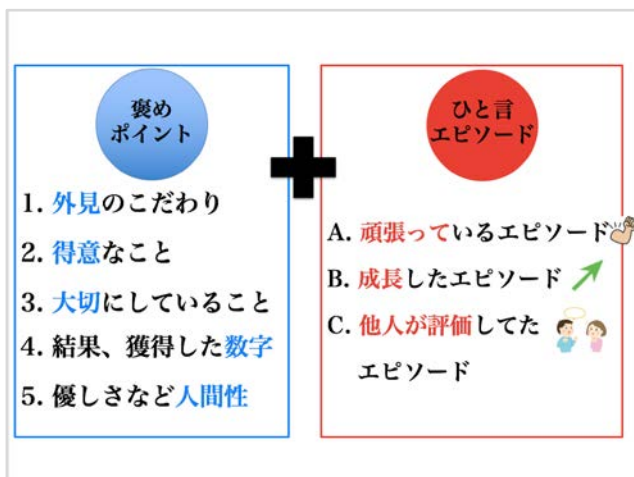 褒め
ポイント
1. 外見のこだわり
2. 得意なこと
3. 大切にしていること
4. 結果、獲得した数字
5. 優しさなど人間性
ひと言
エピソード
A. 頑張っているエピソード
B. 成長したエピソード
C. 他人が評価してた
エピソード